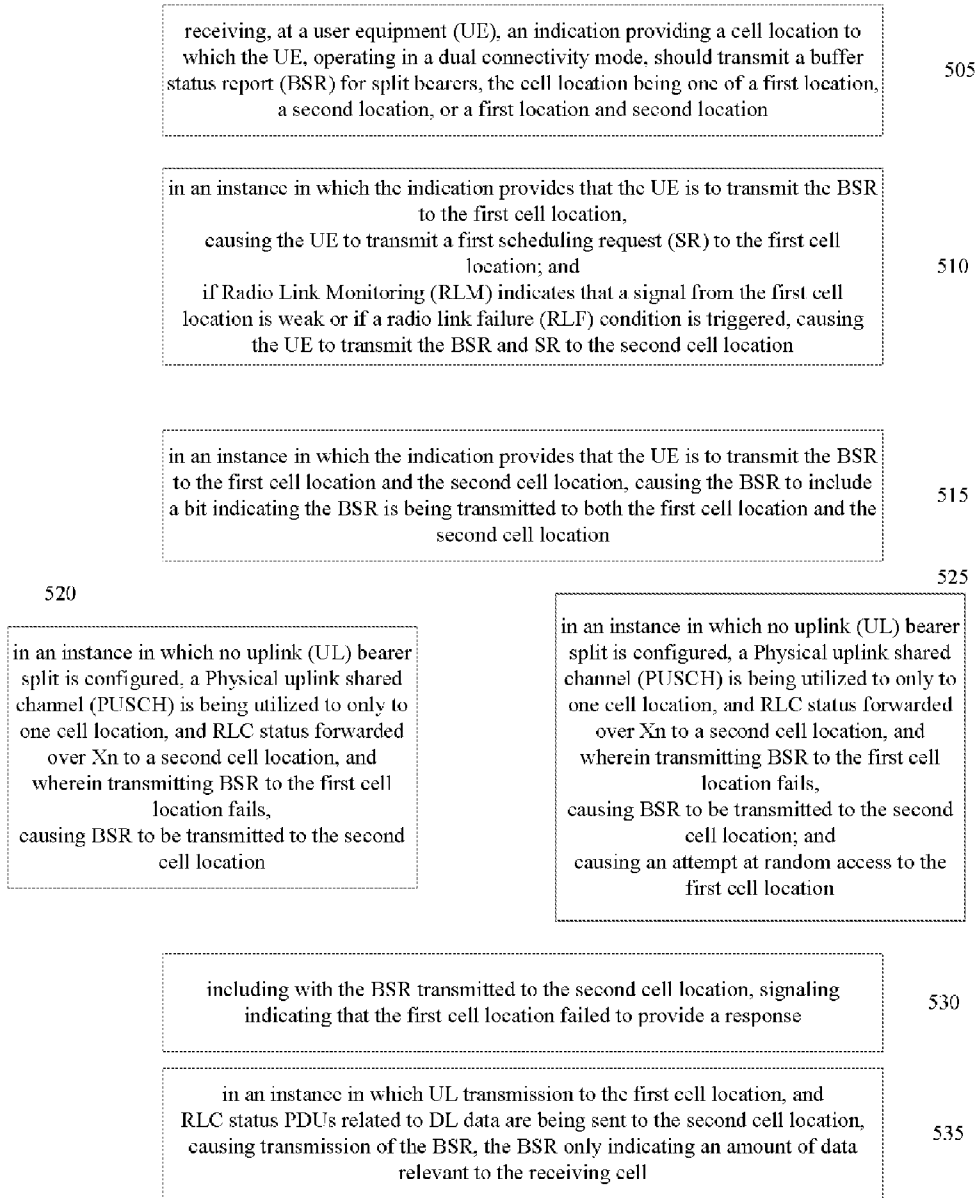 receiving, at a user equipment (UE), an indication providing a cell location to
which the UE, operating in a dual connectivity mode, should transmit a buffer
status report (BSR) for split bearers, the cell location being one of a first location,
a second location, or a first location and second location
505
in an instance in which the indication provides that the UE is to transmit the BSR
to the first cell location,
causing the UE to transmit a first scheduling request (SR) to the first cell
location; and
if Radio Link Monitoring (RLM) indicates that a signal from the first cell
location is weak or if a radio link failure (RLF) condition is triggered, causing
the UE to transmit the BSR and SR to the second cell location
510
in an instance in which the indication provides that the UE is to transmit the BSR
to the first cell location and the second cell location, causing the BSR to include
a bit indicating the BSR is being transmitted to both the first cell location and the
second cell location
515
520
in an instance in which no uplink (UL) bearer
split is configured, a Physical uplink shared
channel (PUSCH) is being utilized to only to
one cell location, and RLC status forwarded
over Xn to a second cell location, and
wherein transmitting BSR to the first cell
location fails,
causing BSR to be transmitted to the second
cell location
525
in an instance in which no uplink (UL) bearer
split is configured, a Physical uplink shared
channel (PUSCH) is being utilized to only to
one cell location, and RLC status forwarded
over Xn to a second cell location, and
wherein transmitting BSR to the first cell
location fails,
causing BSR to be transmitted to the second
cell location; and
causing an attempt at random access to the
first cell location
including with the BSR transmitted to the second cell location, signaling
indicating that the first cell location failed to provide a response
530
in an instance in which UL transmission to the first cell location, and
RLC status PDUs related to DL data are being sent to the second cell location,
causing transmission of the BSR, the BSR only indicating an amount of data
relevant to the receiving cell
535